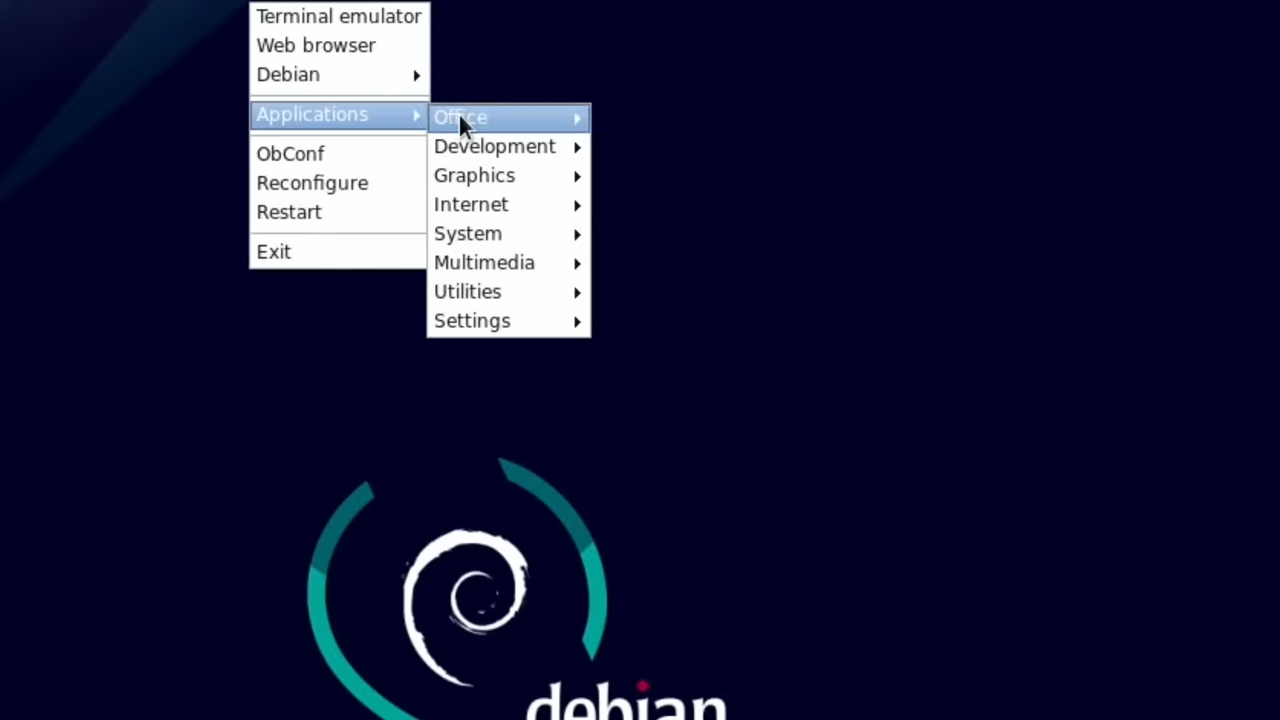 Terminal emulator
Web browser
Debian
Applications
ObConf
Reconfigure
Restart
Exit
Office
Development
Graphics
Internet
System
Multimedia
Utilities
Settings
debian